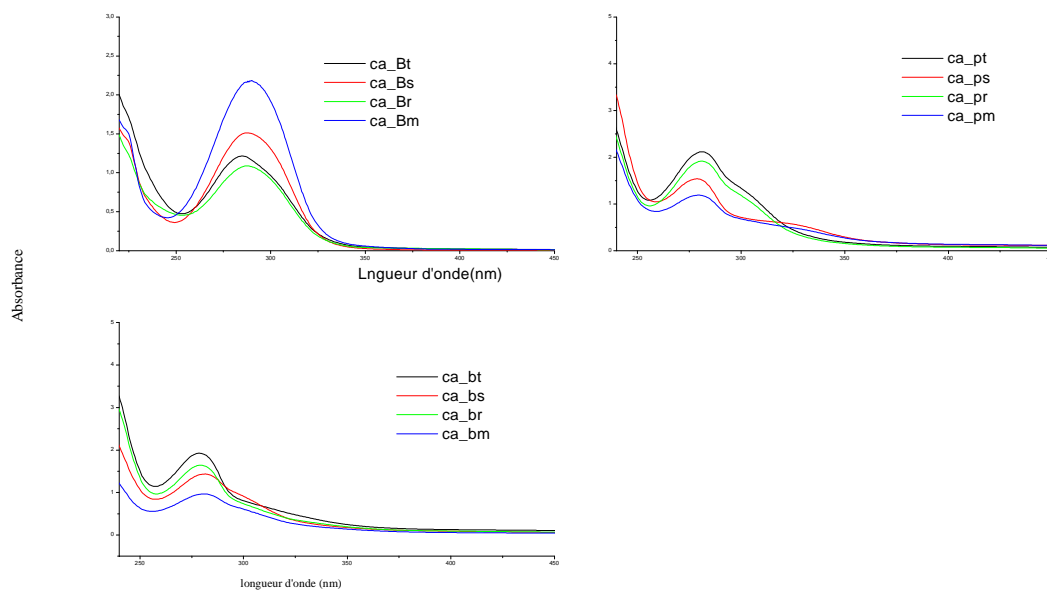 3,0
2,5
2,0
1,5
1,0
0,5
0,0
250
300
350
400
450
ca_Bt
ca_Bs
ca_Br
ca_Bm
Lngueur d'onde(nm)
5
4
3
2
1
0
250
300
350
400
ca_pt
ca_ps
ca_pr
ca_pm
Absorbance
5
4
3
2
1
0
250
300
350
400
450
ca_bt
ca_bs
ca_br
ca_bm
longueur d'onde (nm)